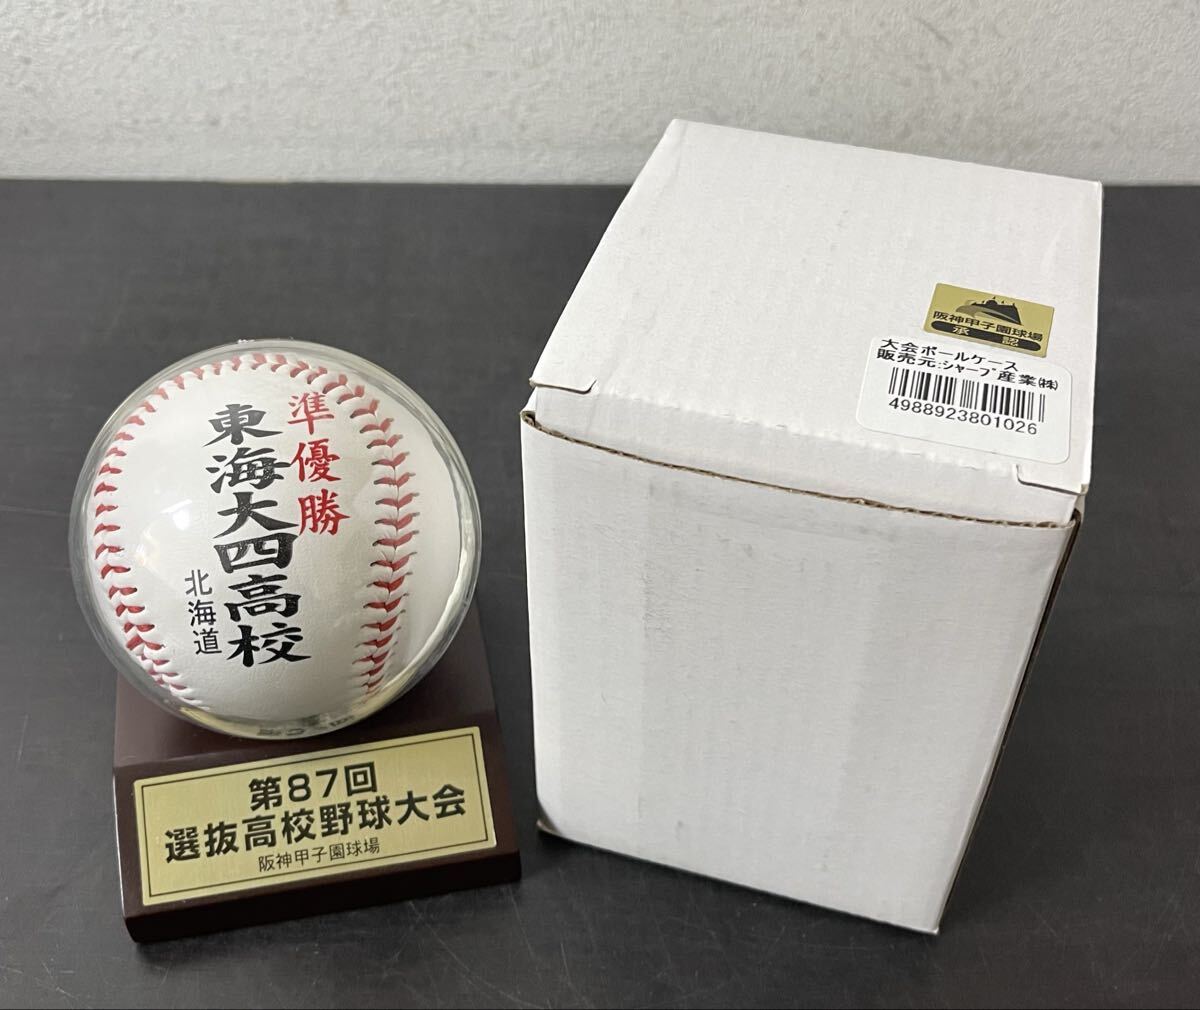 準優勝
東海大四高校
北海道
第87回
選抜高校野球大会
阪神甲子園球場
阪神甲子園球場
承認
大会ボールケース
販売元:シャープ産業㈱
4988923801026